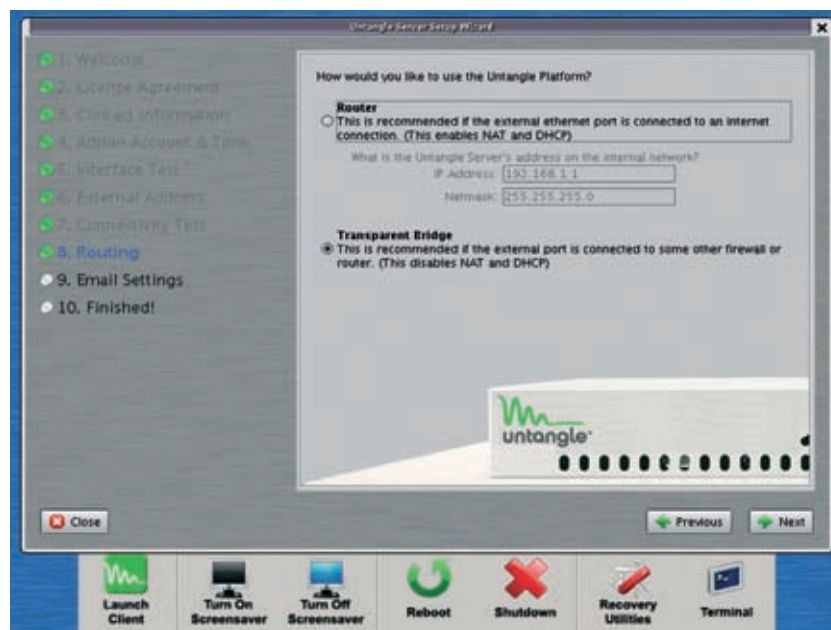 Untangle Server Setup Wizard
1. Welcome
2. License Agreement
3. Contact Information
4. Admin Account & Time
5. Interface Test
6. External Address
7. Connectivity Test
8. Routing
9. Email Settings
10. Finished!
How would you like to use the Untangle Platform?
Router
This is recommended if the external ethernet port is connected to an internet
connection. (This enables NAT and DHCP)
What is the Untangle Server's address on the internal network?
IP Address: 192.168.1.1
Netmask: 255.255.255.0
Transparent Bridge
This is recommended if the external port is connected to some other firewall or
router. (This disables NAT and DHCP)
untangle
Close
Previous
Next
Launch
Client
Turn On
Screensaver
Turn Off
Screensaver
Reboot
Shutdown
Recovery
Utilities
Terminal